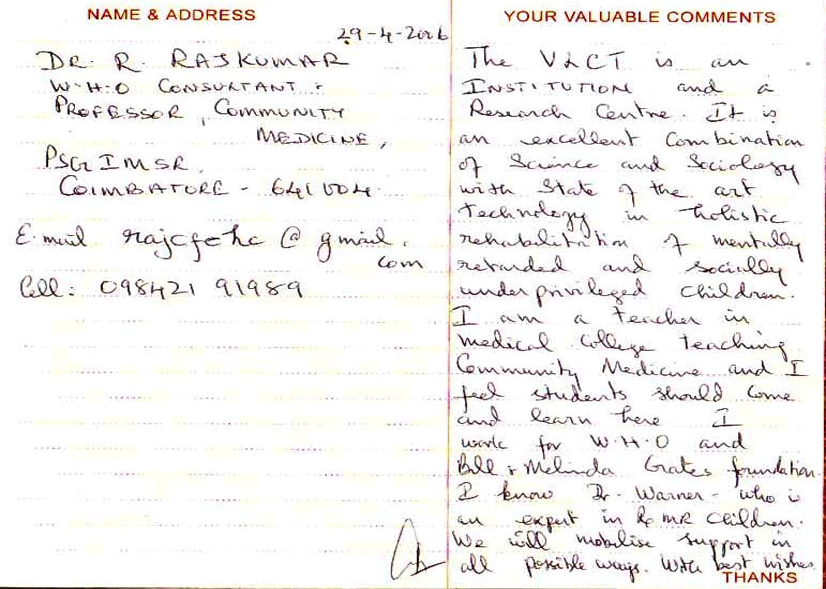 NAME & ADDRESS
29-4-2006
DR. R. RAJKUMAR
W.H.O CONSULTANT &
PROFESSOR, COMMUNITY
MEDICINE,
PSG IMSR,
COIMBATORE - 641004.
E.mail @ gmail.
com
Cell: 098421 91989
YOUR VALUABLE COMMENTS
The is an
INSTITUTION and a
Research Centre. It is
an excellent Combination
of Science and Sociology
with State of the art
technology in holistic
rehabilitation of mentally
retarded and socially
underprivileged children.
I am a teacher in
medical College teaching
Community Medicine and I
feel students should come
and learn here I
work for W.H.O and
Bill & Melinda Gates foundation.
I know Dr. Warner - who is
an expert in MR children.
We will mobilise support in
all possible ways. With best wishes
THANKS